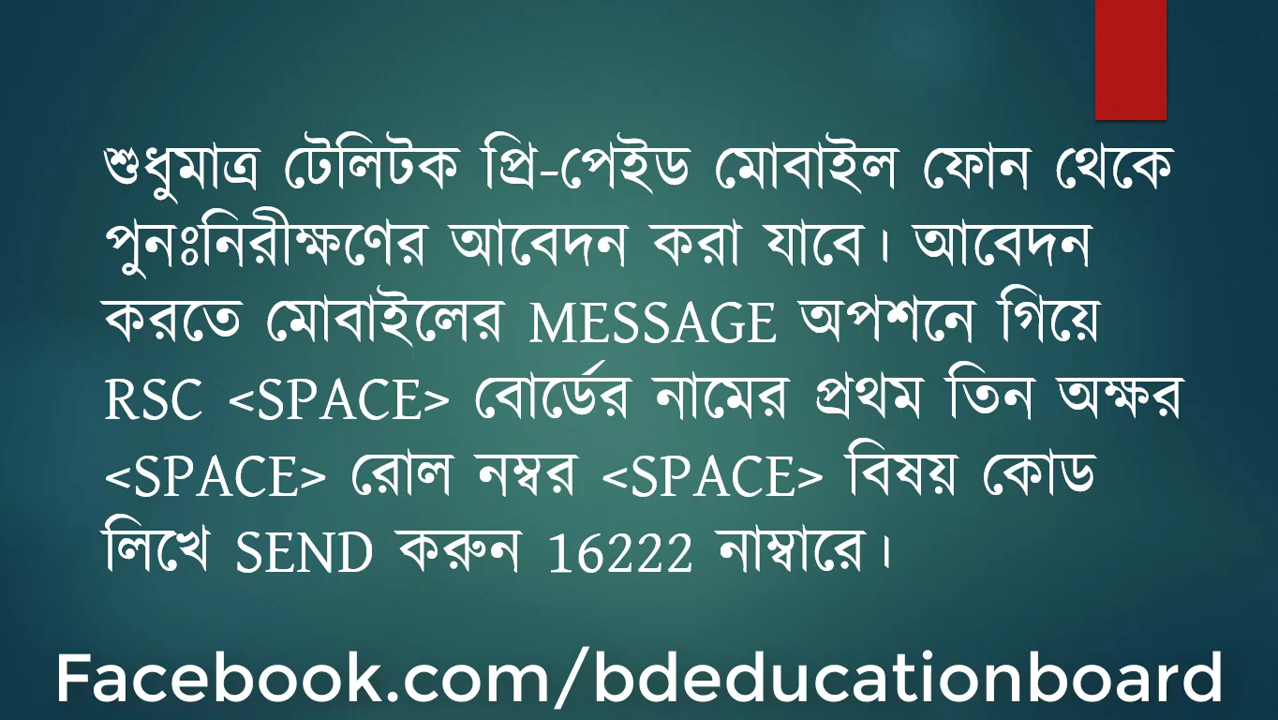 শুধুমাত্র টেলিটক প্রি-পেইড মোবাইল ফোন থেকে
পুনঃনিরীক্ষণের আবেদন করা যাবে। আবেদন
করতে মোবাইলের MESSAGE অপশনে গিয়ে
RSC <SPACE> বোর্ডের নামের প্রথম তিন অক্ষর
<SPACE> রোল নম্বর <SPACE> বিষয় কোড
লিখে SEND করুন 16222 নাম্বারে।
Facebook.com/bdeducationboard